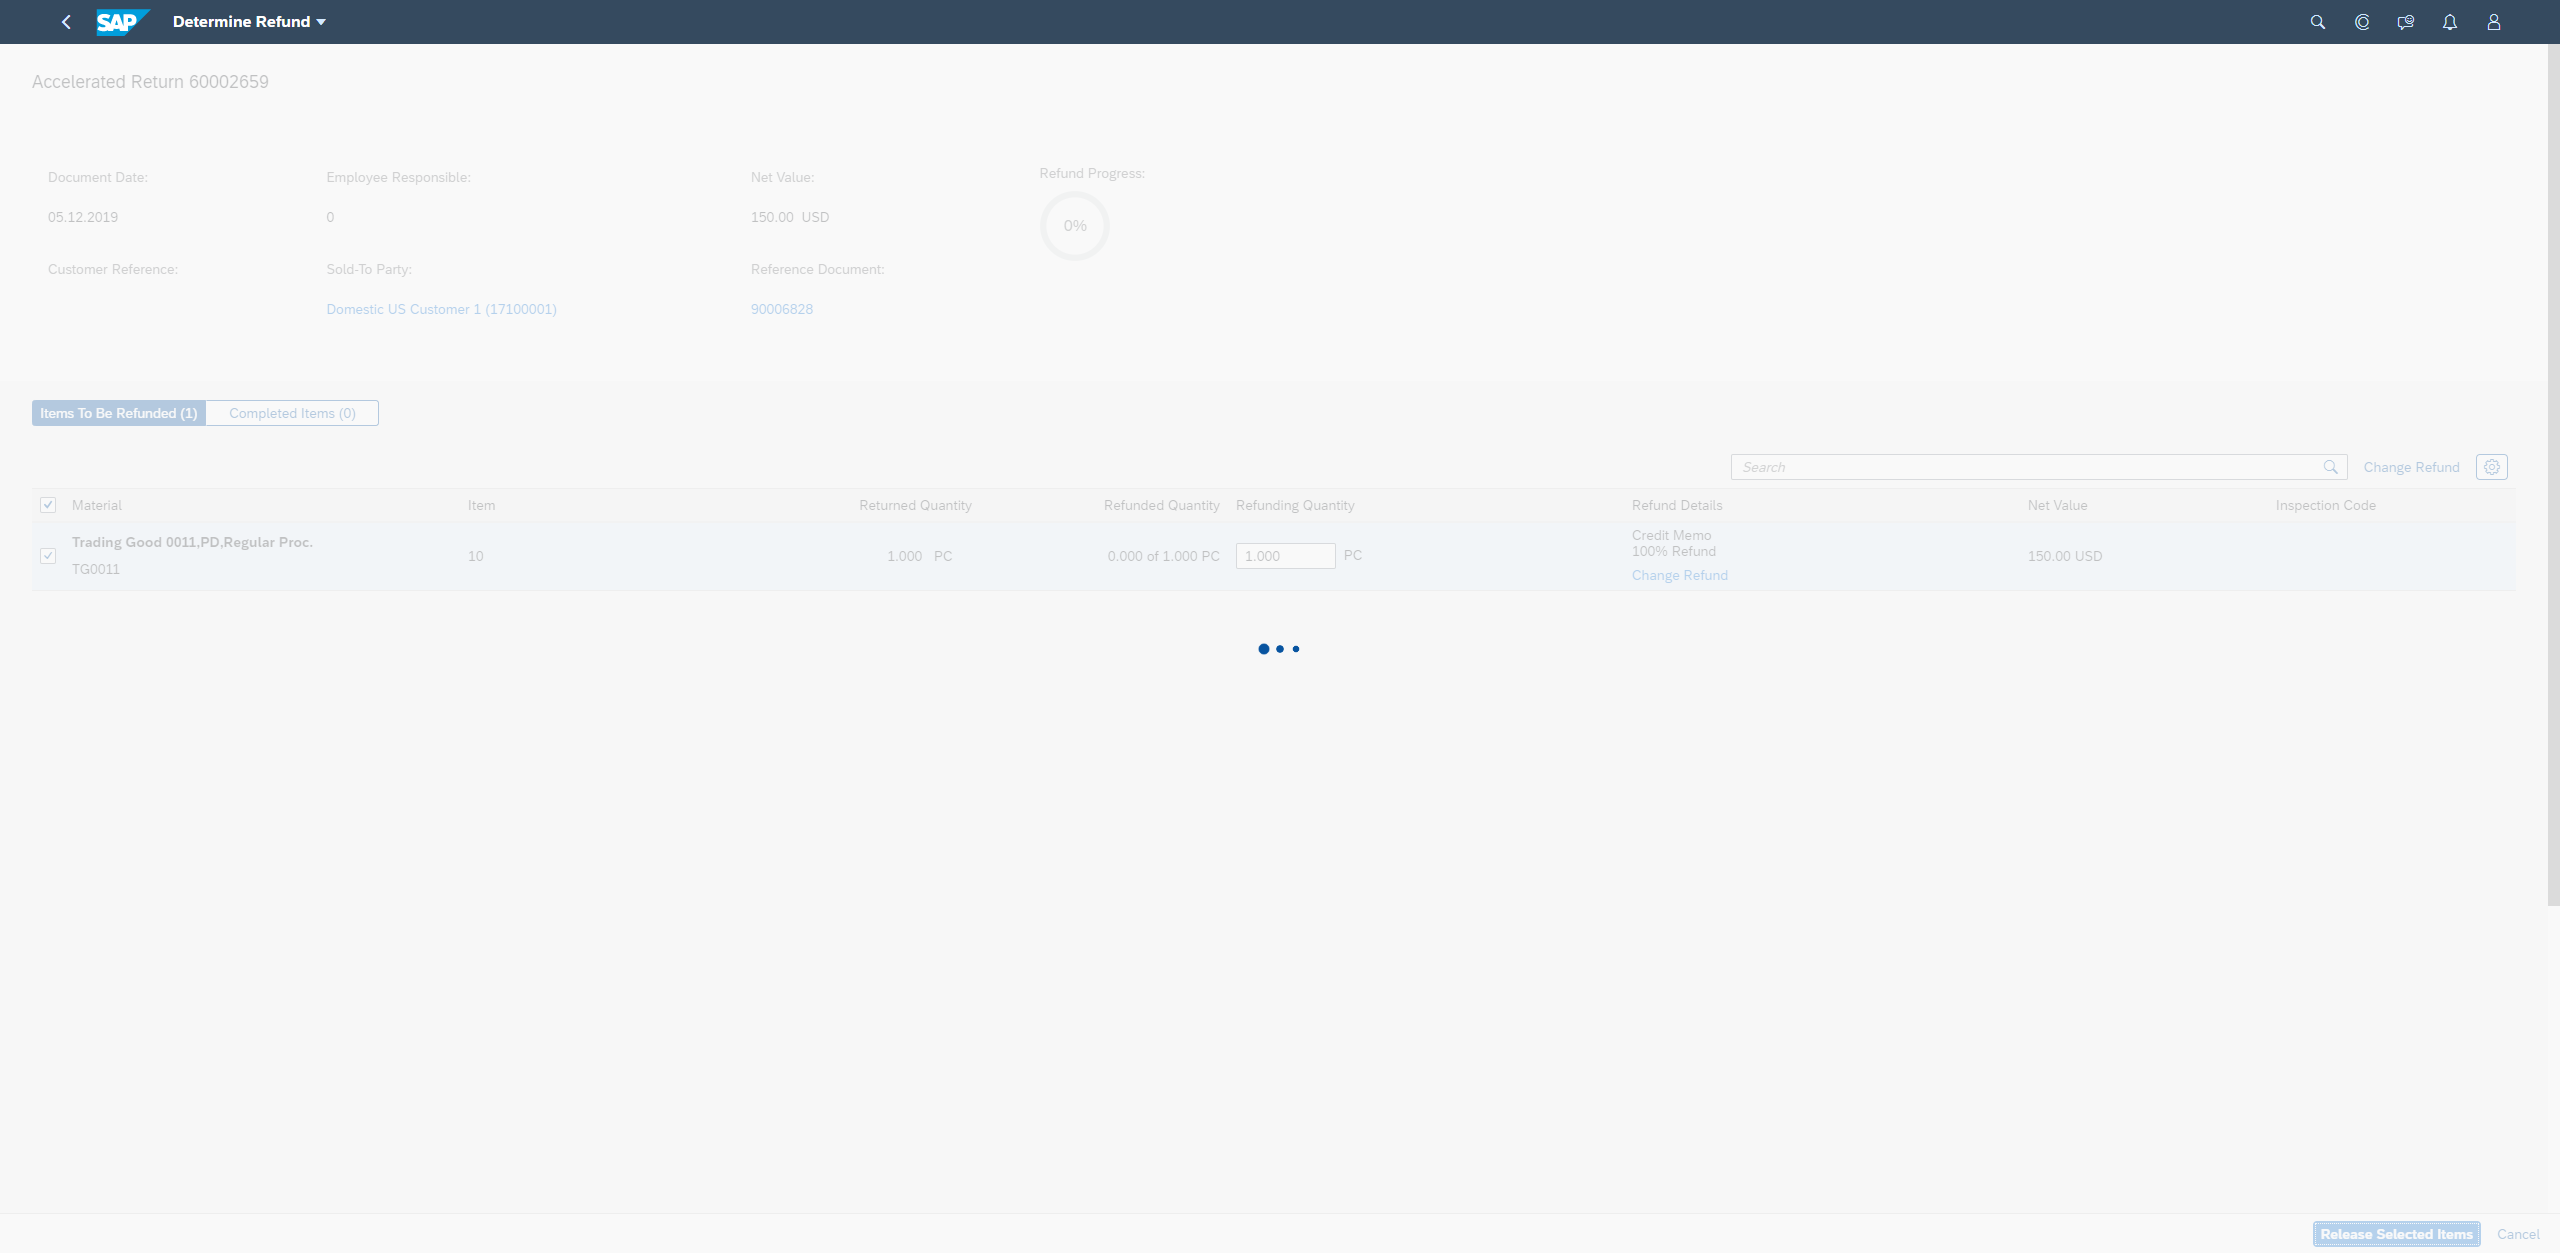 SAP Determine Refund
Accelerated Return 60002659
Document Date: Employee Responsible: Net Value: Refund Progress:
05.12.2019 0 150.00 USD 0%
Customer Reference: Sold-To Party: Reference Document:
Domestic US Customer 1 (17100001) 90006828
Items To Be Refunded (1) Completed Items (0)
Search Change Refund
Material Item Returned Quantity Refunded Quantity Refunding Quantity Refund Details Net Value Inspection Code
Trading Good 0011,PD,Regular Proc. 10 1.000 PC 0.000 of 1.000 PC 1.000 PC Credit Memo 150.00 USD
100% Refund
TG0011 Change Refund
Release Selected Items Cancel